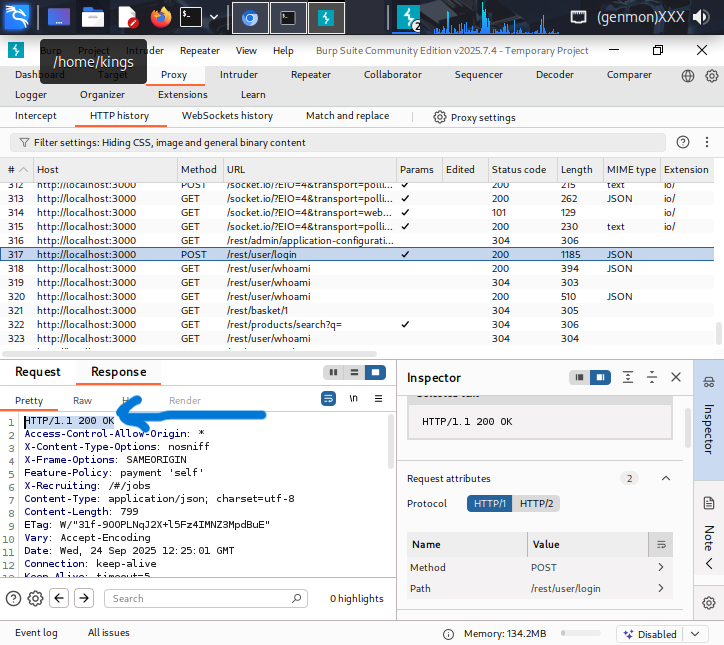 (genmon)XXX
2
Burp Project Intruder Repeater View Help Burp Suite Community Edition v2025.7.4 - Temporary Project
/home/kings
Dashboard Target Proxy Intruder Repeater Collaborator Sequencer Decoder Comparer
Logger Organizer Extensions Learn
Intercept HTTP history WebSockets history Match and replace Proxy settings
Filter settings: Hiding CSS, image and general binary content
# Host Method URL Params Edited Status code Length MIME type Extension
312 http://localhost:3000 POST /socket.io/?EIO=4&transport=polli... ✓ 200 215 text io/
313 http://localhost:3000 GET /socket.io/?EIO=4&transport=polli... ✓ 200 262 JSON io/
314 http://localhost:3000 GET /socket.io/?EIO=4&transport=web... ✓ 101 129 io/
315 http://localhost:3000 GET /socket.io/?EIO=4&transport=polli... ✓ 200 230 text io/
316 http://localhost:3000 GET /rest/admin/application-configurati... 304 306
317 http://localhost:3000 POST /rest/user/login ✓ 200 1185 JSON
318 http://localhost:3000 GET /rest/user/whoami 200 394 JSON
319 http://localhost:3000 GET /rest/user/whoami 304 303
320 http://localhost:3000 GET /rest/user/whoami 200 510 JSON
321 http://localhost:3000 GET /rest/basket/1 304 305
322 http://localhost:3000 GET /rest/products/search?q= ✓ 304 306
323 http://localhost:3000 GET /rest/user/whoami 304 304
Request Response
Pretty Raw Render
\n
1 HTTP/1.1 200 OK
2 Access-Control-Allow-Origin: *
3 X-Content-Type-Options: nosniff
4 X-Frame-Options: SAMEORIGIN
5 Feature-Policy: payment 'self'
6 X-Recruiting: /#/jobs
7 Content-Type: application/json; charset=utf-8
8 Content-Length: 799
9 ETag: W/"31f-9OOPLNqJ2X+l5Fz4IMNZ3MpdBuE"
10 Vary: Accept-Encoding
11 Date: Wed, 24 Sep 2025 12:25:01 GMT
12 Connection: keep-alive
13 Keep-Alive: timeout=5
Search 0 highlights
Inspector
Selected text
HTTP/1.1 200 OK
Request attributes 2
Protocol HTTP/1 HTTP/2
Name Value
Method POST
Path /rest/user/login
Inspector
Note
Event log All issues Memory: 134.2MB Disabled